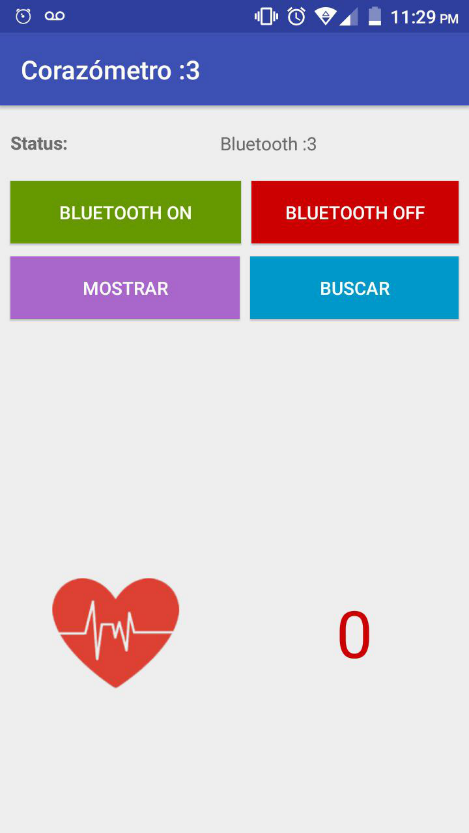 11:29 PM
Corazómetro :3
Status: Bluetooth :3
BLUETOOTH ON BLUETOOTH OFF
MOSTRAR BUSCAR
0